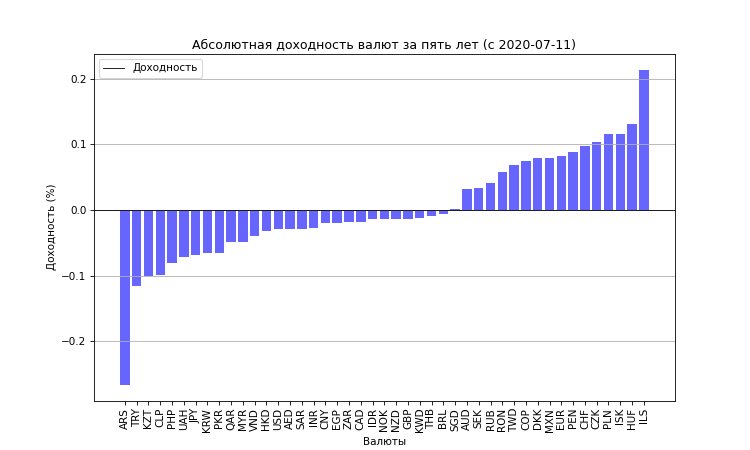 Абсолютная доходность валют за пять лет (с 2020-07-11)
Доходность
0.2
0.1
0.0
−0.1
−0.2
Доходность (%)
ARS TRY KZT CLP PHP UAH JPY KRW PKR QAR MYR VND HKD USD AED SAR INR CNY EGP ZAR CAD IDR NOK NZD GBP KWD THB BRL SGD AUD SEK RUB RON TWD COP DKK MXN EUR PEN CHF CZK PLN ISK HUF ILS
Валюты